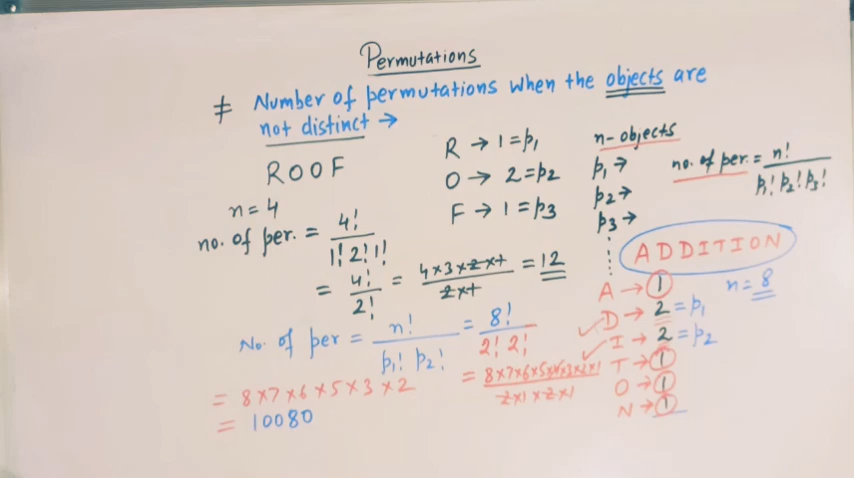 Permutations
≠ Number of permutations when the objects are
not distinct →
ROOF
n=4
no. of per. = 4! / 1! 2! 1!
= 4! / 2! = 4×3×2×1 / 2×1 = 12
R → 1 = p₁
O → 2 = p₂
F → 1 = p₃
n-objects
p₁ →
p₂ →
p₃ →
no. of per. = n! / p₁! p₂! p₃!
ADDITION
n = 8
A → 1
D → 2 = p₁
I → 2 = p₂
T → 1
O → 1
N → 1
No. of per = n! / p₁! p₂! = 8! / 2! 2!
= 8×7×6×5×4×3×2×1 / 2×1×2×1
= 8×7×6×5×3×2
= 10080